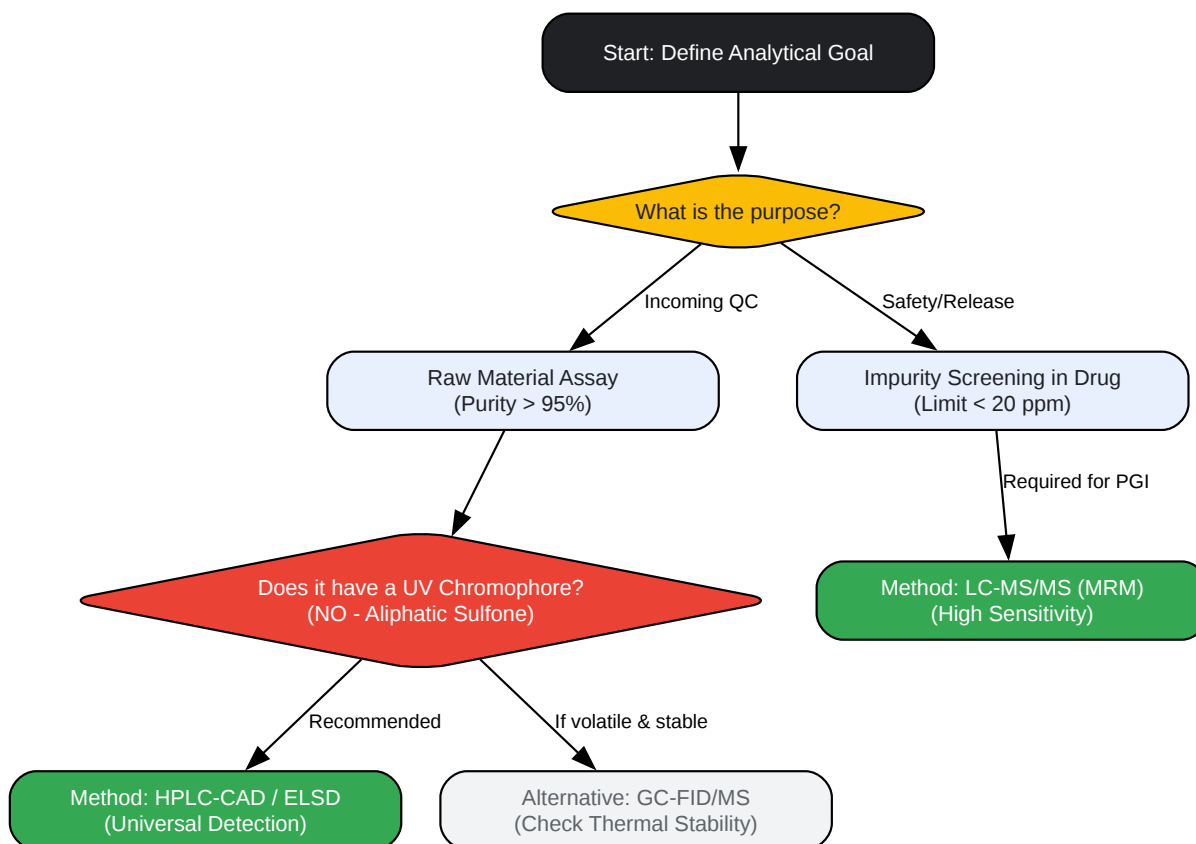 Start: Define Analytical Goal
What is the purpose?
Incoming QC
Safety/Release
Raw Material Assay
(Purity > 95%)
Impurity Screening in Drug
(Limit < 20 ppm)
Required for PGI
Does it have a UV Chromophore?
(NO - Aliphatic Sulfone)
Method: LC-MS/MS (MRM)
(High Sensitivity)
Recommended
If volatile & stable
Method: HPLC-CAD / ELSD
(Universal Detection)
Alternative: GC-FID/MS
(Check Thermal Stability)